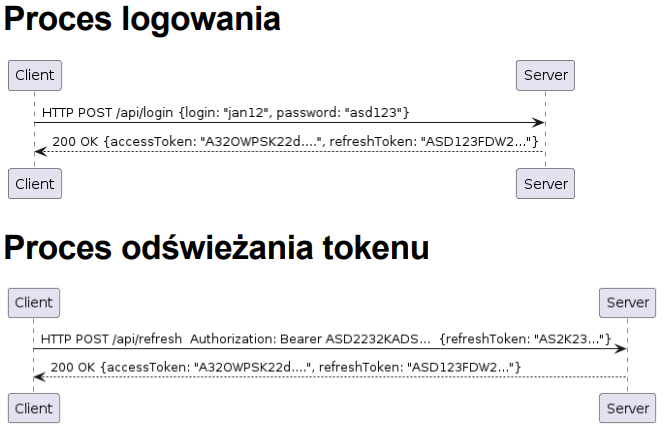 Proces logowania
Client Server
HTTP POST /api/login {login: "jan12", password: "asd123"}
200 OK {accessToken: "A32OWPSK22d....", refreshToken: "ASD123FDW2..."}
Client Server
Proces odświeżania tokenu
Client Server
HTTP POST /api/refresh  Authorization: Bearer ASD2232KADS...  {refreshToken: "AS2K23..."}
200 OK {accessToken: "A32OWPSK22d....", refreshToken: "ASD123FDW2..."}
Client Server